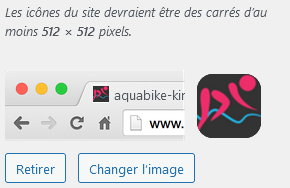 Les icônes du site devraient être des carrés d’au
moins 512 × 512 pixels.
aquabike-kin
www.
Retirer
Changer l'image